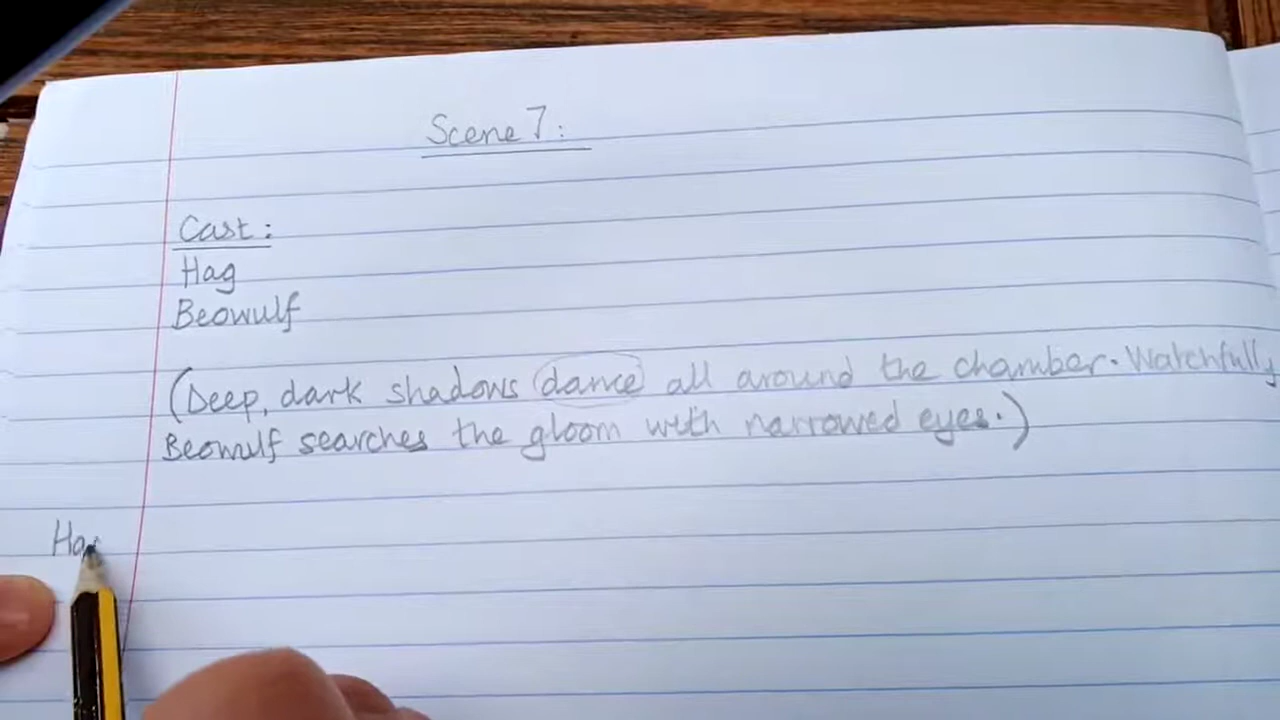 Scene 7:
Cast:
Hag
Beowulf
(Deep, dark shadows dance all around the chamber. Watchfully
Beowulf searches the gloom with narrowed eyes.)
Ha